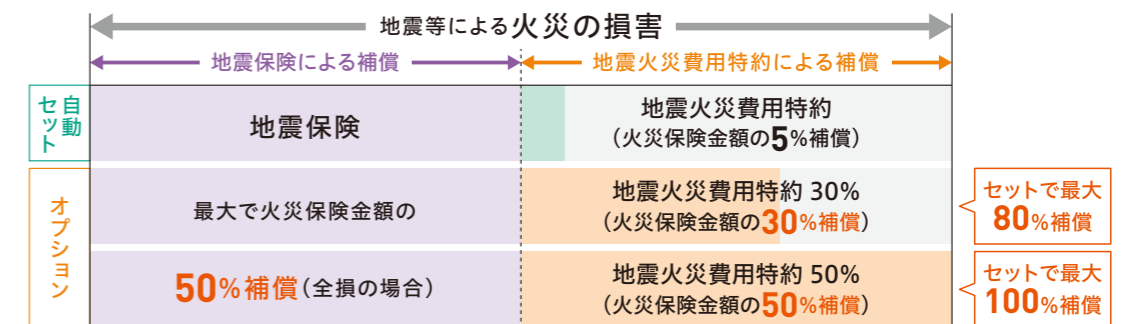 地震等による火災の損害
地震保険による補償
地震火災費用特約による補償
自動セット
地震保険
地震火災費用特約
(火災保険金額の5%補償)
オプション
最大で火災保険金額の
50%補償(全損の場合)
地震火災費用特約 30%
(火災保険金額の30%補償)
セットで最大
80%補償
地震火災費用特約 50%
(火災保険金額の50%補償)
セットで最大
100%補償